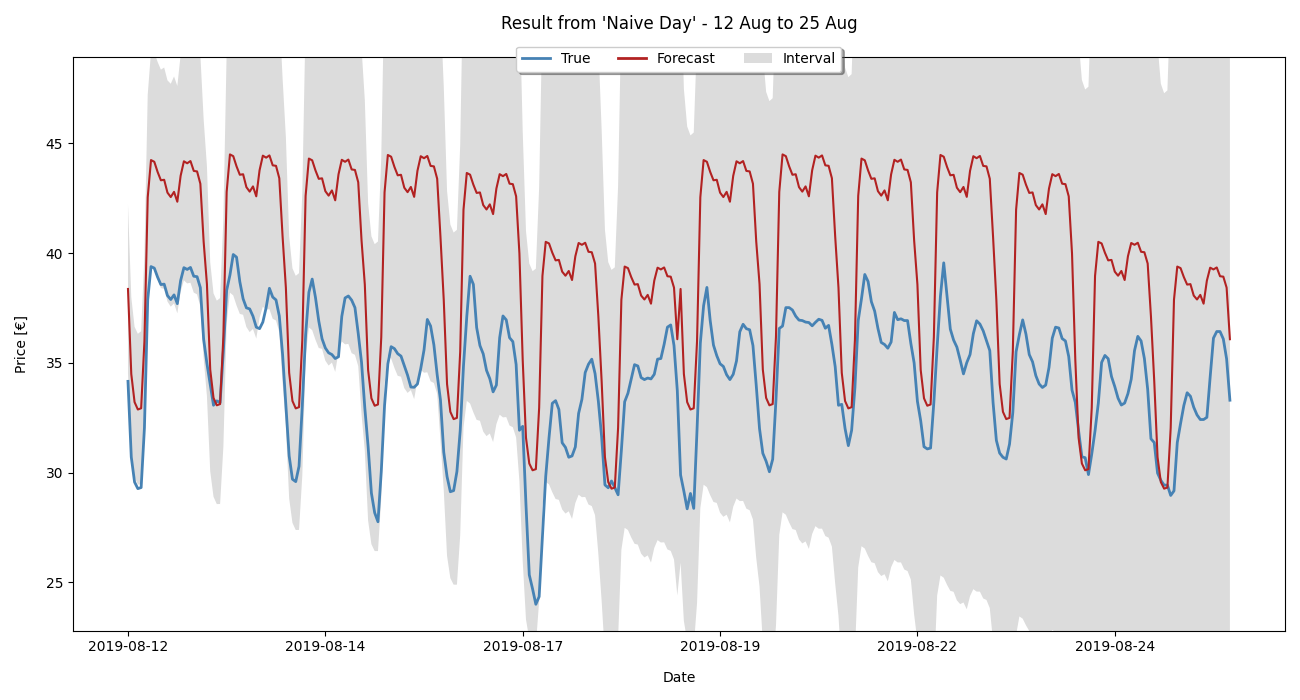 Result from 'Naive Day' - 12 Aug to 25 Aug
True Forecast Interval
45
40
35
30
25
Price [€]
2019-08-12 2019-08-14 2019-08-17 2019-08-19 2019-08-22 2019-08-24
Date